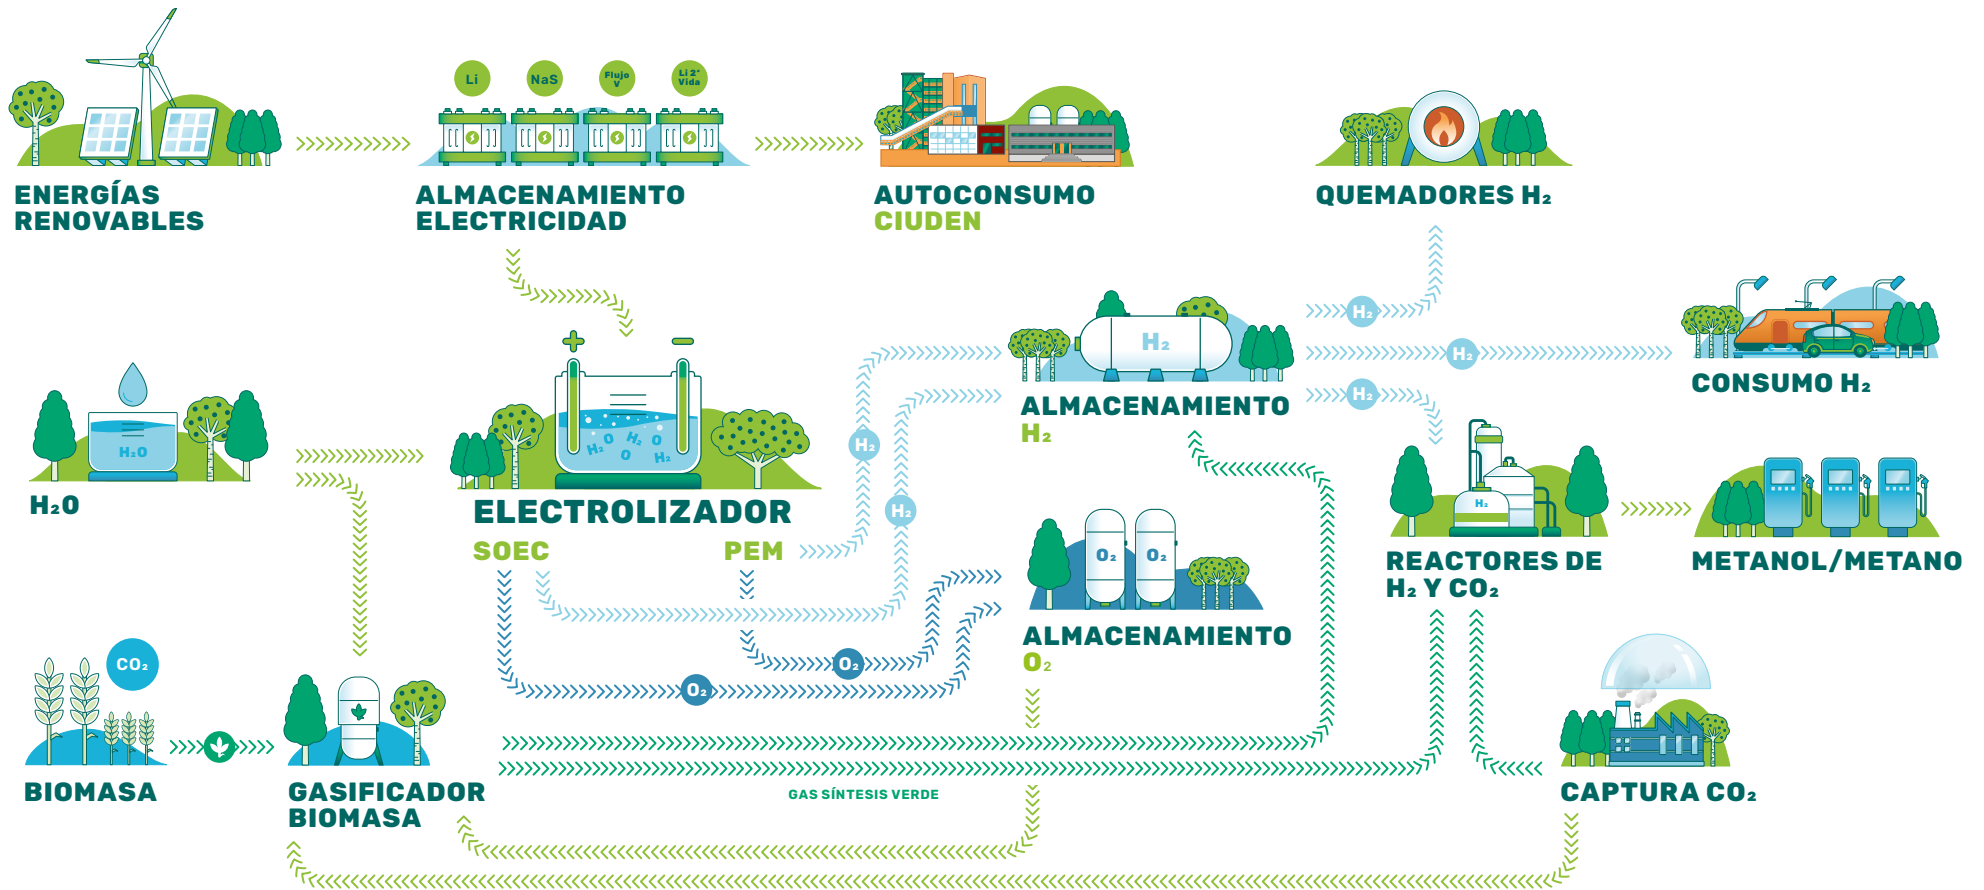 Li
NaS
Flujo
V
Li 2ª
Vida
ENERGÍAS
RENOVABLES
ALMACENAMIENTO
ELECTRICIDAD
AUTOCONSUMO
CIUDEN
QUEMADORES H₂
H₂
H₂
H₂
H₂
CONSUMO H₂
ALMACENAMIENTO
H₂
H₂O
H₂O
H₂
O
H₂
O
O
H₂
ELECTROLIZADOR
SOEC
PEM
H₂
H₂
O₂
O₂
ALMACENAMIENTO
O₂
H₂
REACTORES DE
H₂ Y CO₂
METANOL/METANO
O₂
O₂
CO₂
BIOMASA
GASIFICADOR
BIOMASA
GAS SÍNTESIS VERDE
CAPTURA CO₂